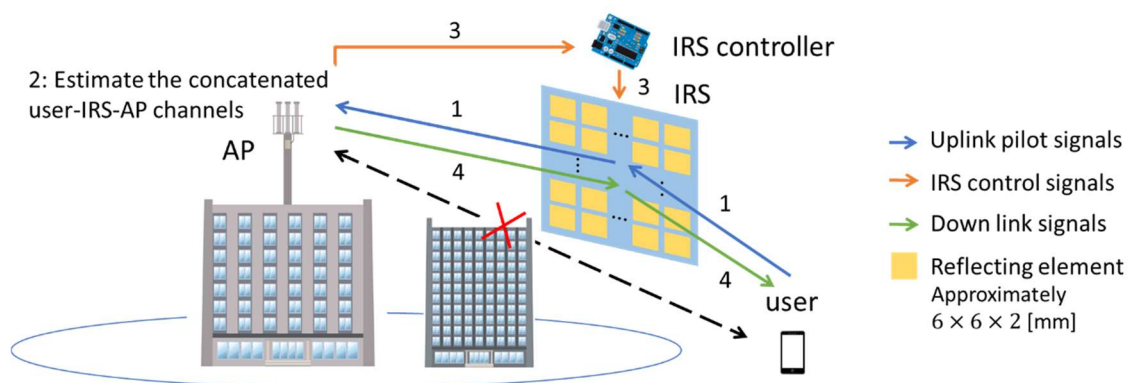 3
IRS controller
2: Estimate the concatenated
user-IRS-AP channels
3
IRS
1
AP
4
1
4
user
Uplink pilot signals
IRS control signals
Down link signals
Reflecting element
Approximately
6 × 6 × 2 [mm]